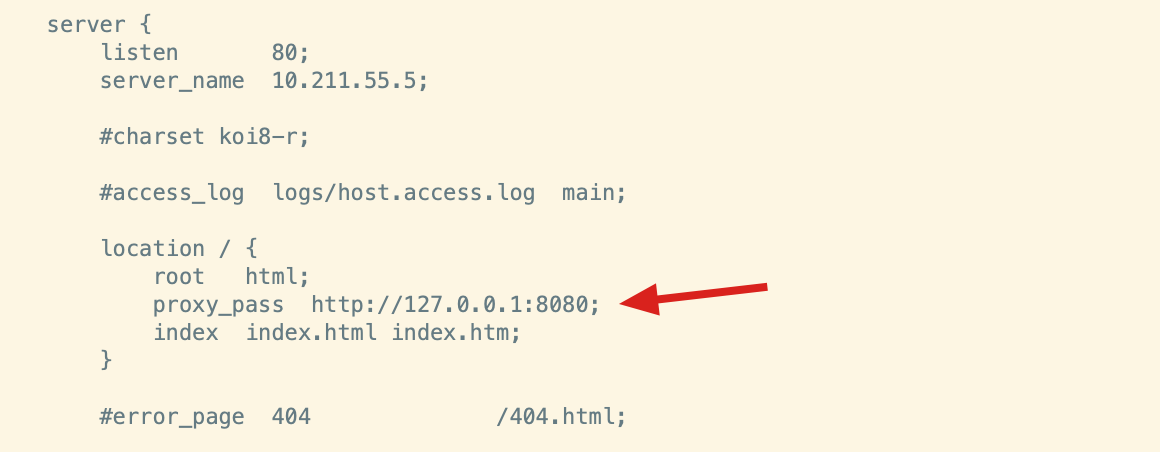 server {
    listen       80;
    server_name  10.211.55.5;

    #charset koi8-r;

    #access_log  logs/host.access.log  main;

    location / {
        root   html;
        proxy_pass  http://127.0.0.1:8080;
        index  index.html index.htm;
    }

    #error_page  404              /404.html;